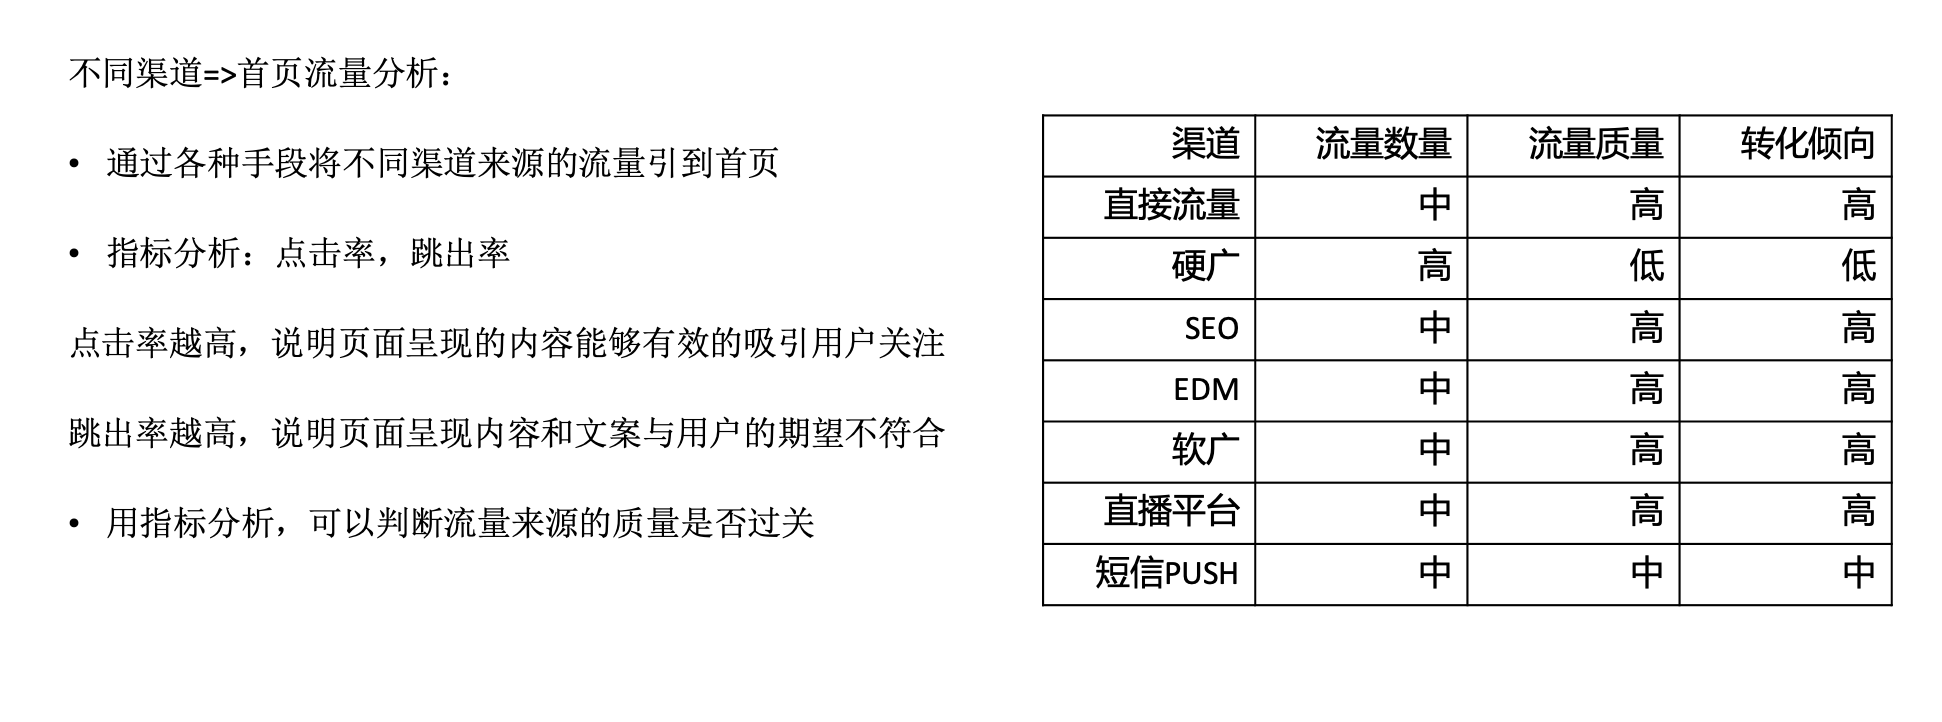 不同渠道=>首页流量分析：
• 通过各种手段将不同渠道来源的流量引到首页
• 指标分析：点击率，跳出率
点击率越高，说明页面呈现的内容能够有效的吸引用户关注
跳出率越高，说明页面呈现内容和文案与用户的期望不符合
• 用指标分析，可以判断流量来源的质量是否过关
渠道 流量数量 流量质量 转化倾向
直接流量 中 高 高
硬广 高 低 低
SEO 中 高 高
EDM 中 高 高
软广 中 高 高
直播平台 中 高 高
短信PUSH 中 中 中